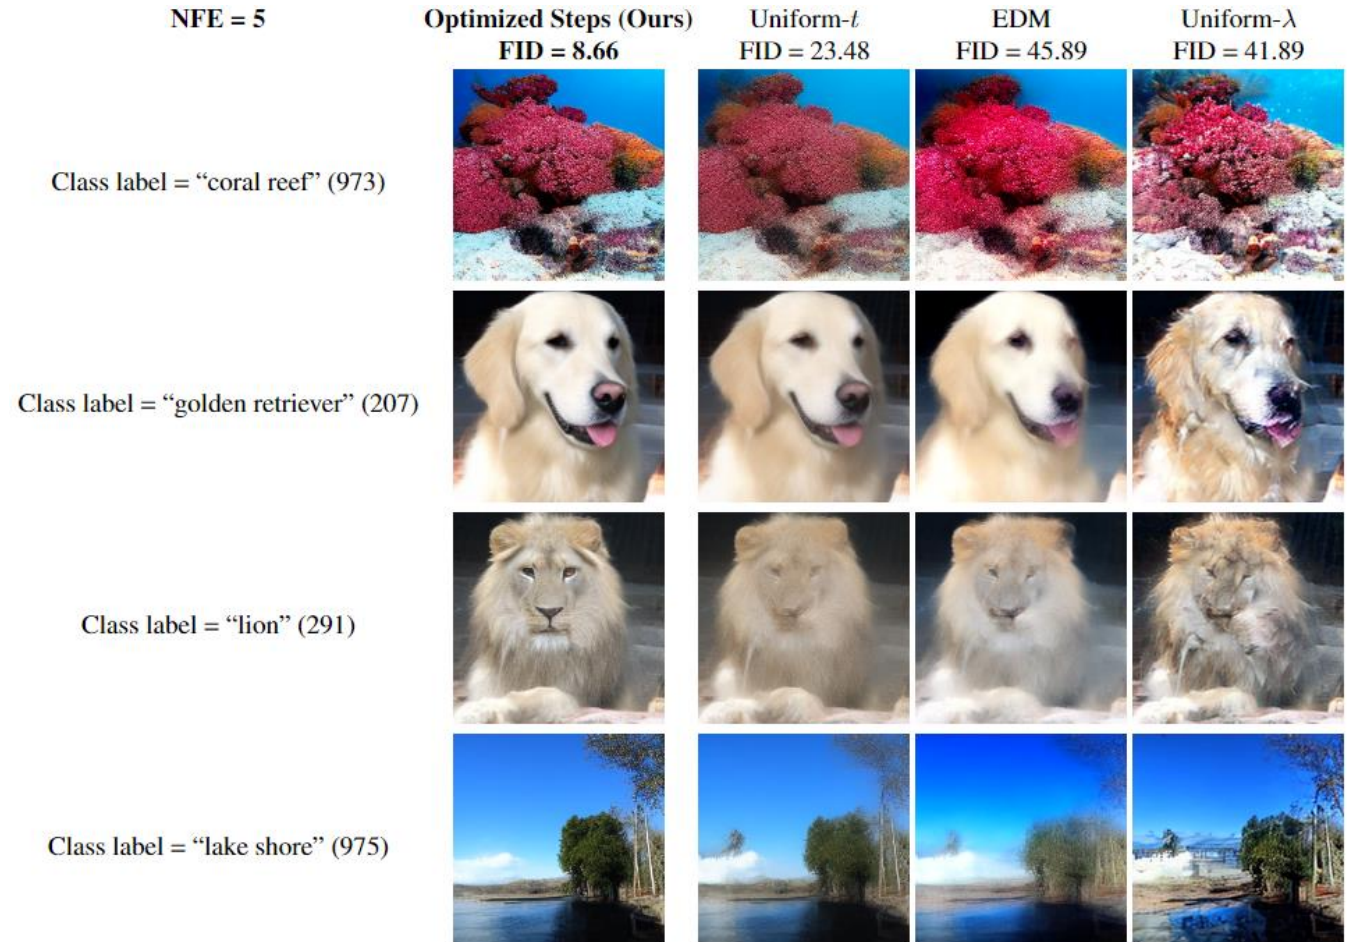 NFE = 5
Optimized Steps (Ours)
Uniform-t
EDM
Uniform-λ
FID = 8.66
FID = 23.48
FID = 45.89
FID = 41.89
Class label = “coral reef” (973)
Class label = “golden retriever” (207)
Class label = “lion” (291)
Class label = “lake shore” (975)